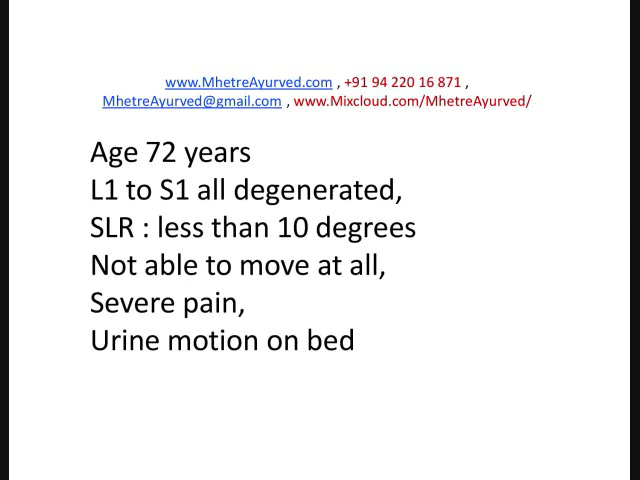 www.MhetreAyurved.com , +91 94 220 16 871 ,
MhetreAyurved@gmail.com , www.Mixcloud.com/MhetreAyurved/
Age 72 years
L1 to S1 all degenerated,
SLR : less than 10 degrees
Not able to move at all,
Severe pain,
Urine motion on bed